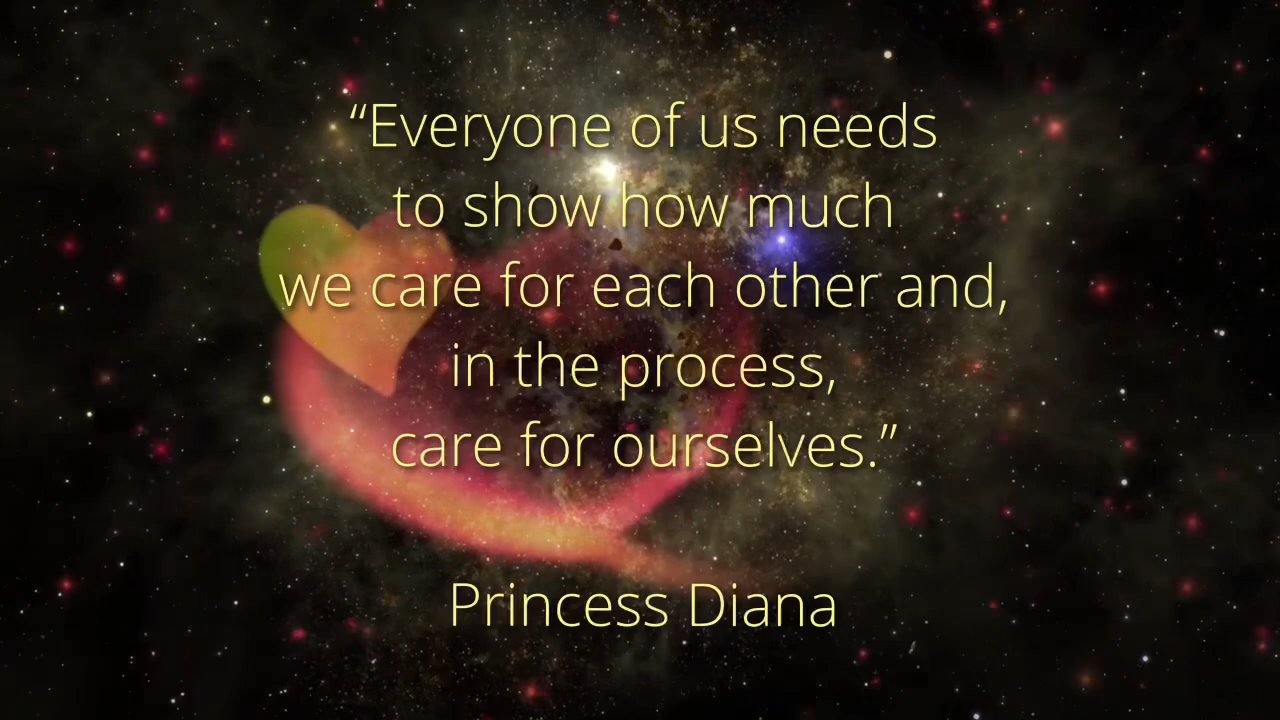 “Everyone of us needs
to show how much
we care for each other and,
in the process,
care for ourselves.”
Princess Diana